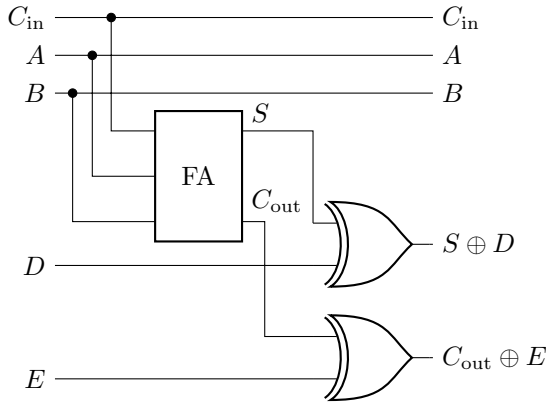 C_in C_in
A A
B B
S
FA
C_out
D S ⊕ D
E C_out ⊕ E